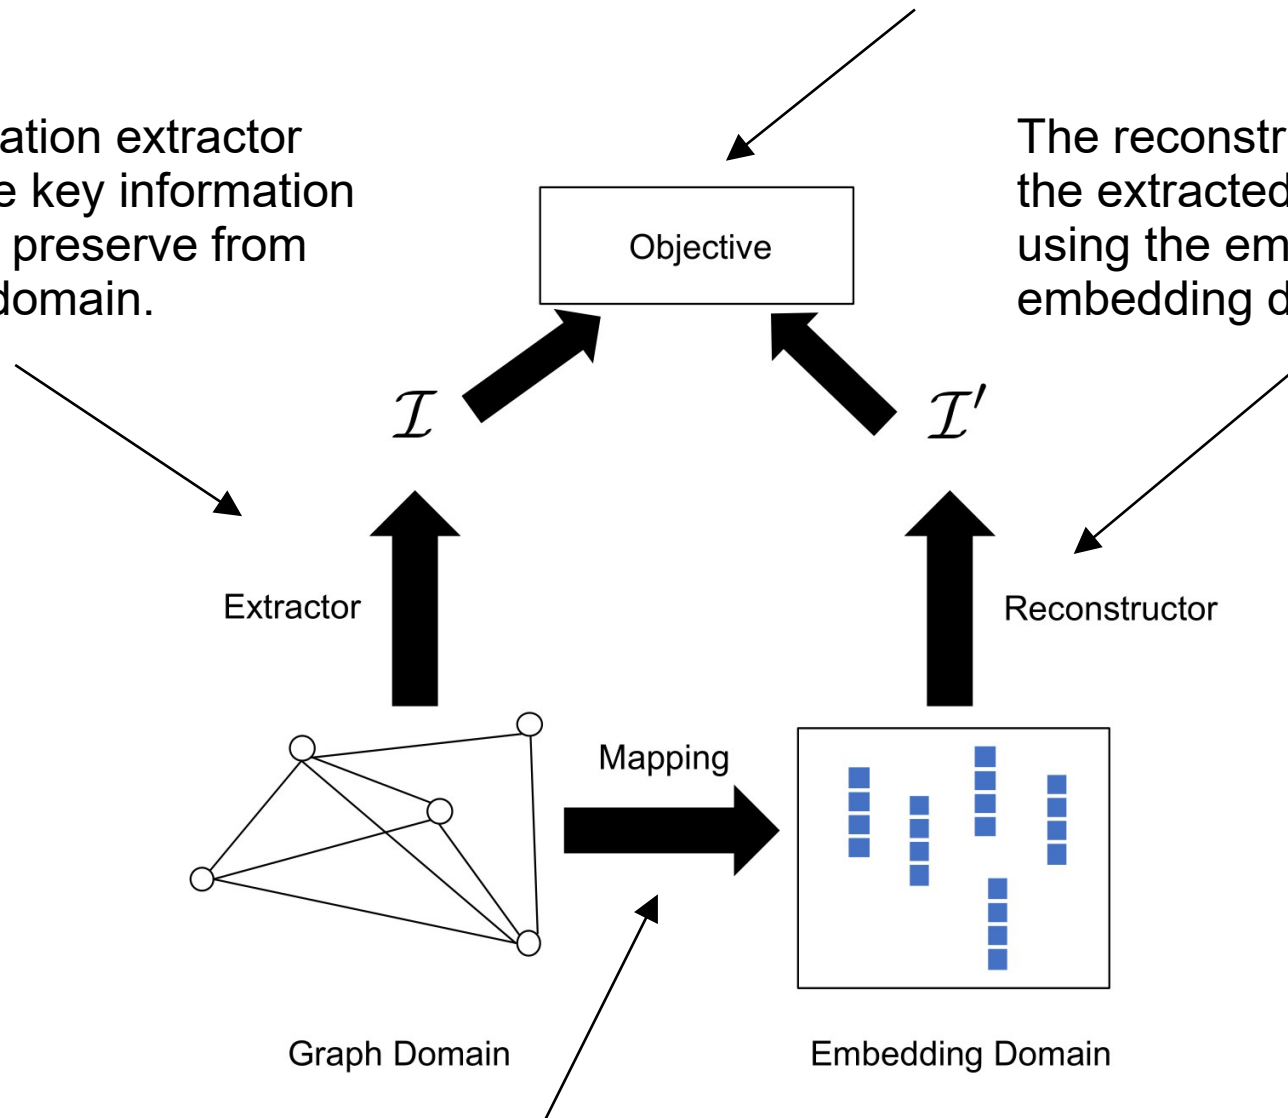 ation extractor
e key information
preserve from
domain.
The reconstr
the extracted
using the em
embedding d
Objective
ℐ
ℐ′
Extractor
Reconstructor
Mapping
Graph Domain
Embedding Domain